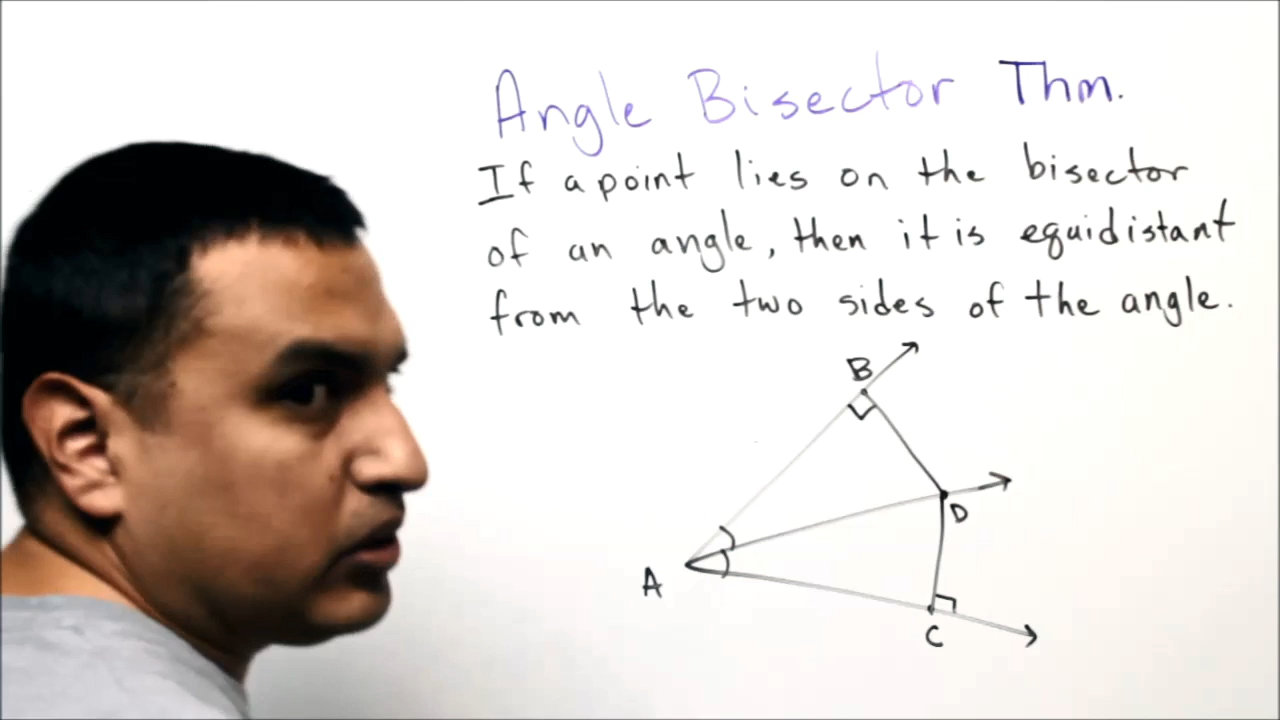 Angle Bisector Thm.
If a point lies on the bisector
of an angle, then it is equidistant
from the two sides of the angle.
B
D
A
C